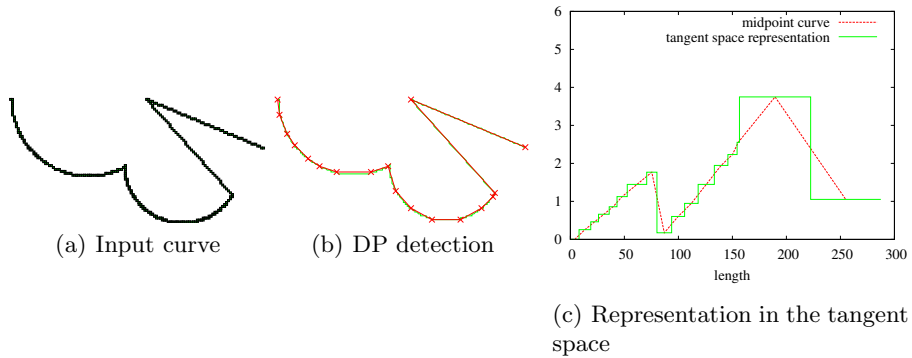 (a) Input curve
(b) DP detection
6
5
4
3
2
1
0
midpoint curve
tangent space representation
0 50 100 150 200 250 300
length
(c) Representation in the tangent
space